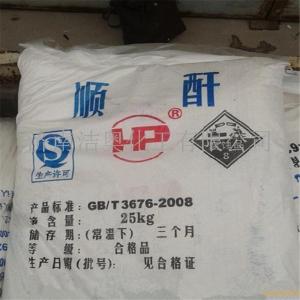 顺 酐
HP®
生产许可
8
产品标准: GB/T3676-2008
净含量: 25kg
储存期:(常温下) 三个月
等级: 合格品
生产日期(批号): 见合格证